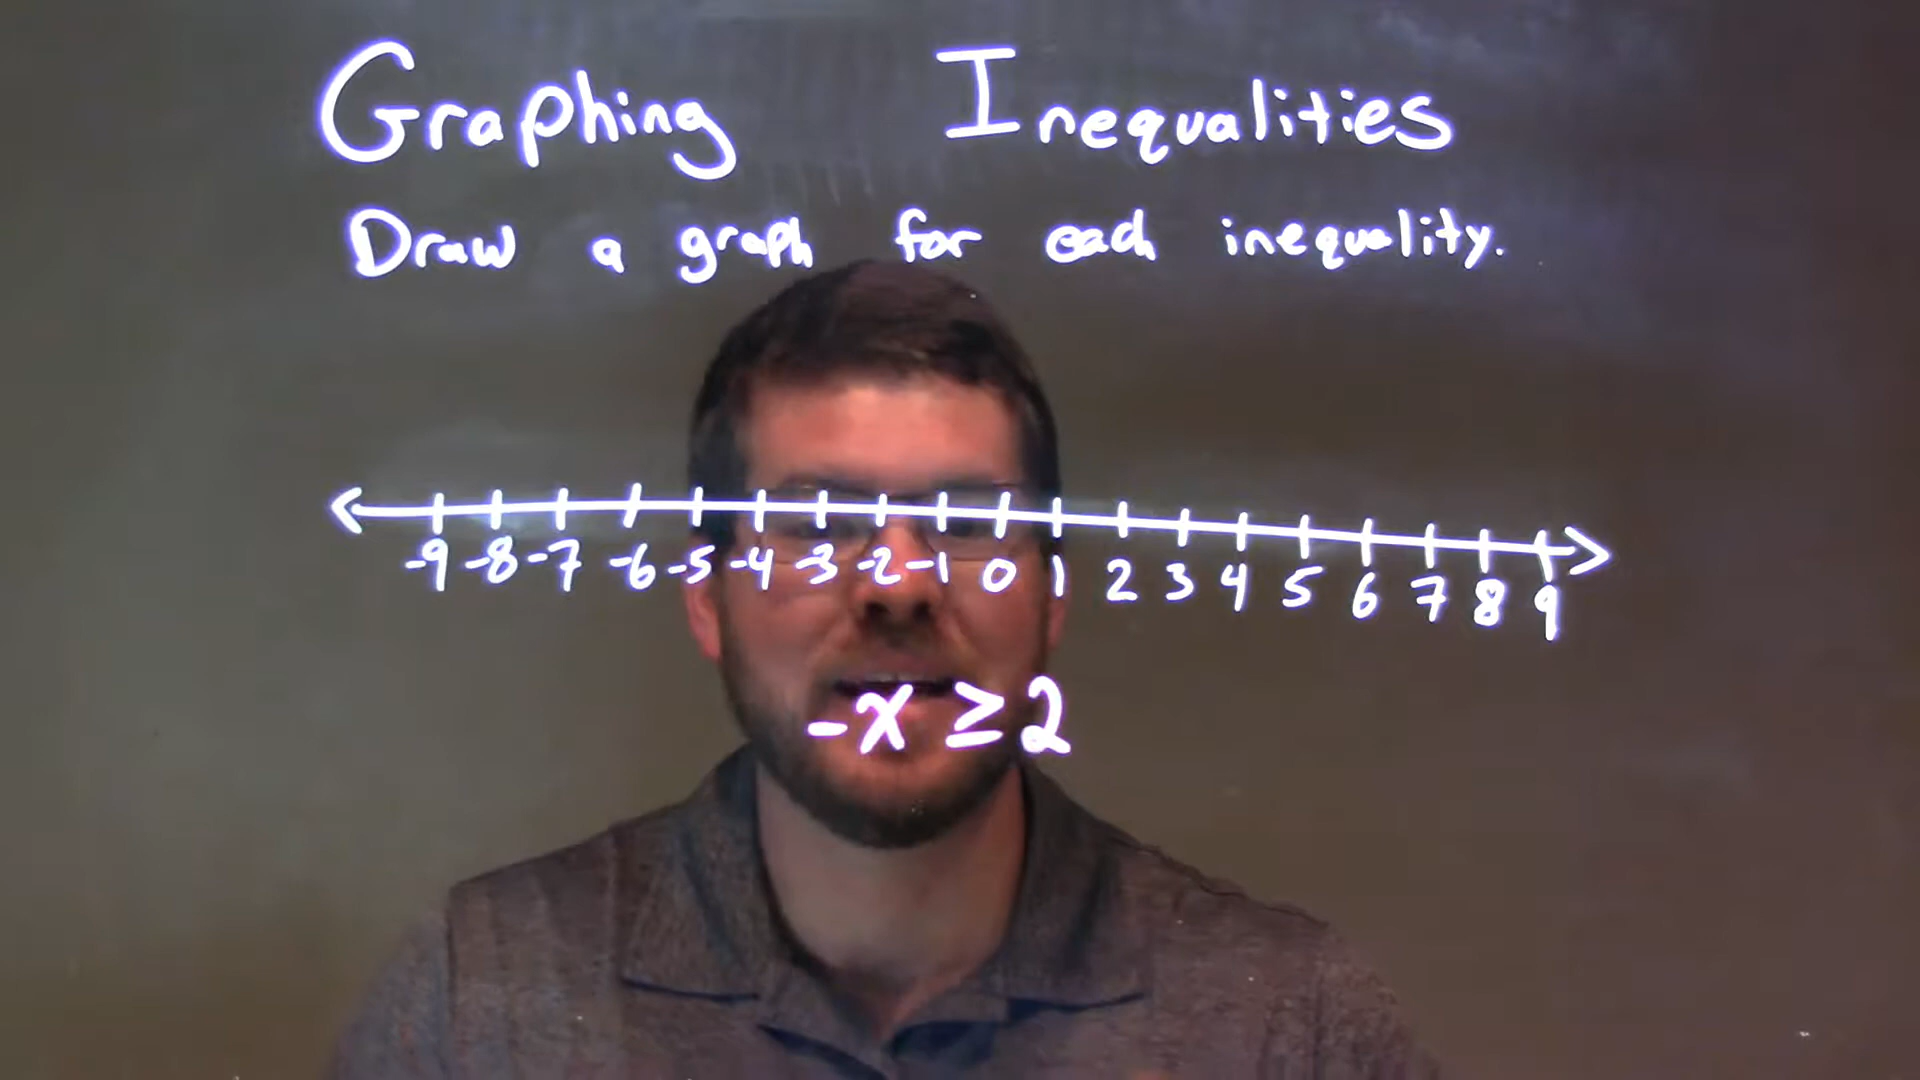 Graphing Inequalities
Draw a graph for each inequality.
-9 -8 -7 -6 -5 -4 -3 -2 -1 0 1 2 3 4 5 6 7 8 9
-x ≥ 2